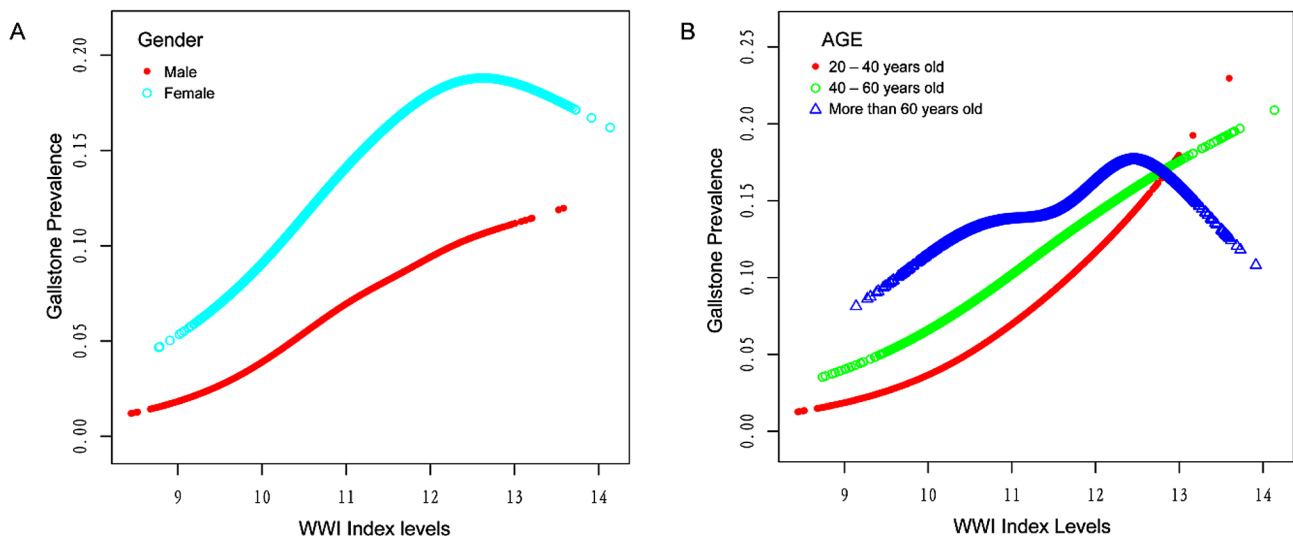 A
Gender
Male
Female
Gallstone Prevalence
0.00
0.05
0.10
0.15
0.20
9 10 11 12 13 14
WWI Index levels
B
AGE
20 – 40 years old
40 – 60 years old
More than 60 years old
Gallstone Prevalence
0.00
0.05
0.10
0.15
0.20
0.25
9 10 11 12 13 14
WWI Index Levels